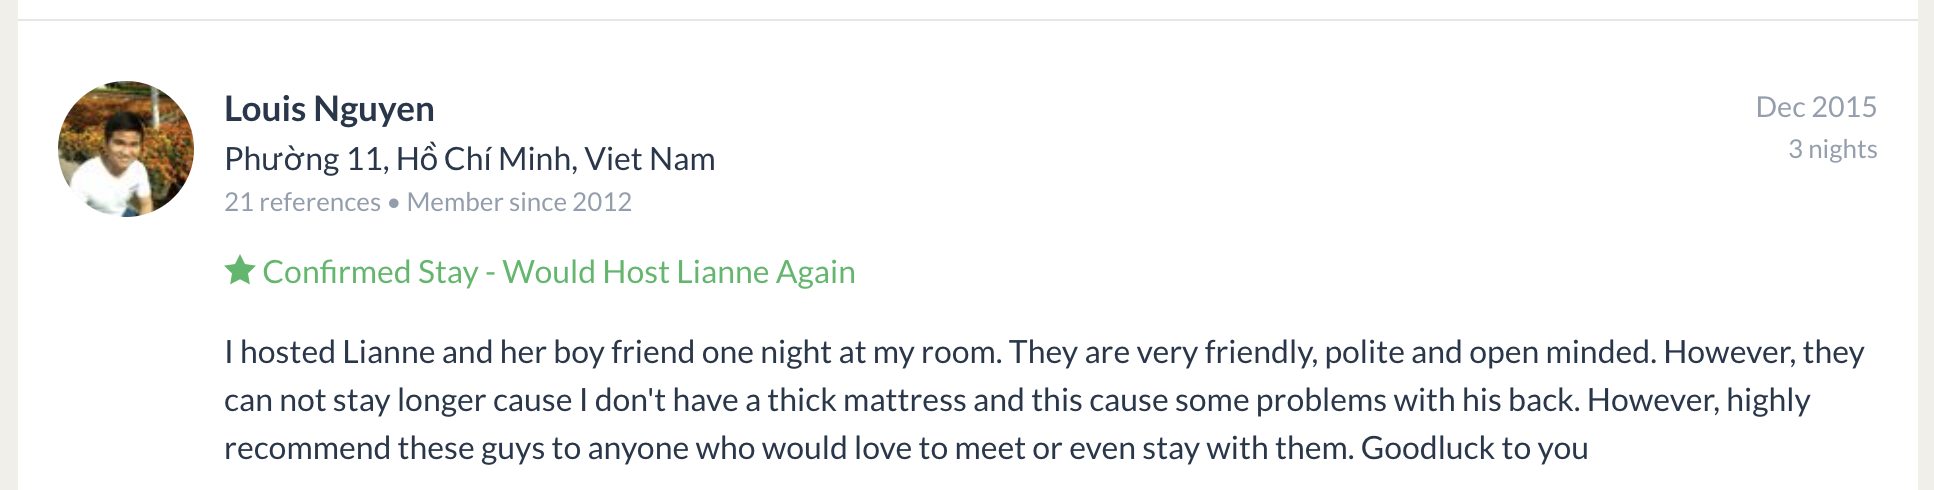 Louis Nguyen
Dec 2015
Phường 11, Hồ Chí Minh, Viet Nam
3 nights
21 references • Member since 2012
Confirmed Stay - Would Host Lianne Again
I hosted Lianne and her boy friend one night at my room. They are very friendly, polite and open minded. However, they
can not stay longer cause I don't have a thick mattress and this cause some problems with his back. However, highly
recommend these guys to anyone who would love to meet or even stay with them. Goodluck to you